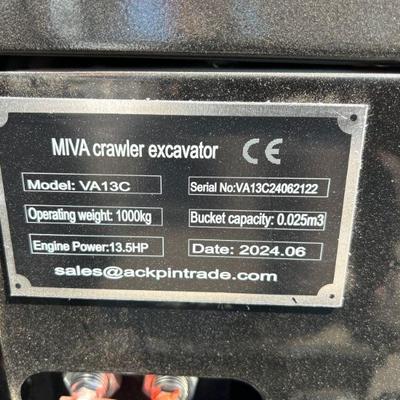 MIVA crawler excavator CE
Model: VA13C Serial No:VA13C24062122
Operating weight: 1000kg Bucket capacity: 0.025m3
Engine Power:13.5HP Date: 2024.06
sales@ackpintrade.com